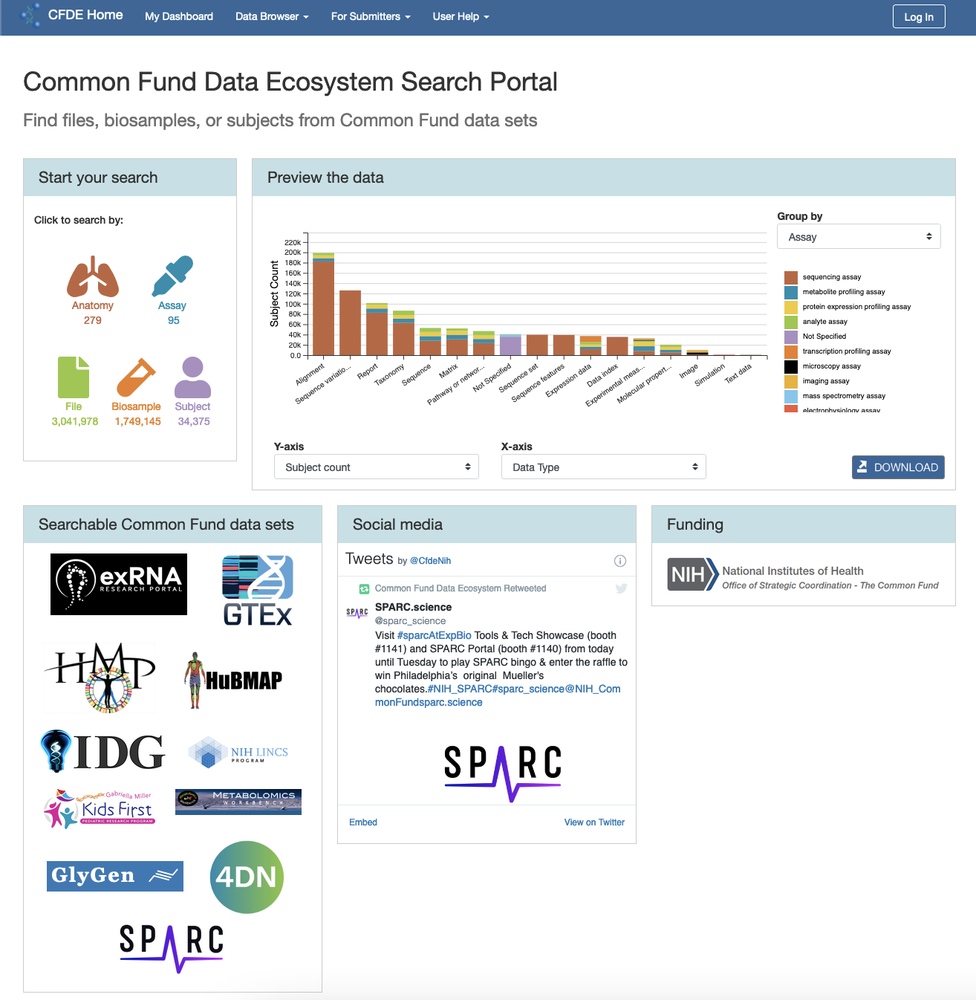 CFDE Home My Dashboard Data Browser For Submitters User Help Log In
Common Fund Data Ecosystem Search Portal
Find files, biosamples, or subjects from Common Fund data sets
Start your search
Click to search by:
Anatomy
279
Assay
95
File
3,041,978
Biosample
1,749,145
Subject
34,375
Preview the data
Subject Count
220k
200k
180k
160k
140k
120k
100k
80k
60k
40k
20k
0.0
Alignment
Sequence variatio...
Report
Taxonomy
Sequence
Matrix
Pathway or networ...
Not Specified
Sequence set
Sequence features
Expression data
Data index
Experimental meas...
Molecular propert...
Image
Simulation
Text data
Group by
Assay
sequencing assay
metabolite profiling assay
protein expression profiling assay
analyte assay
Not Specified
transcription profiling assay
microscopy assay
imaging assay
mass spectrometry assay
electrophysiology assay
Y-axis
Subject count
X-axis
Data Type
DOWNLOAD
Searchable Common Fund data sets
exRNA
RESEARCH PORTAL
GTEx
HMP
HuBMAP
IDG
NIH LINCS
PROGRAM
Gabriella Miller
Kids First
PEDIATRIC RESEARCH PROGRAM
METABOLOMICS
WORKBENCH
GlyGen
4DN
SPARC
Social media
Tweets by @CfdeNih
Common Fund Data Ecosystem Retweeted
SPARC
SPARC.science
@sparc_science
Visit #sparcAtExpBio Tools & Tech Showcase (booth
#1141) and SPARC Portal (booth #1140) from today
until Tuesday to play SPARC bingo & enter the raffle to
win Philadelphia’s original Mueller's
chocolates.#NIH_SPARC#sparc_science@NIH_Com
monFundsparc.science
SPARC
Embed View on Twitter
Funding
NIH National Institutes of Health
Office of Strategic Coordination - The Common Fund